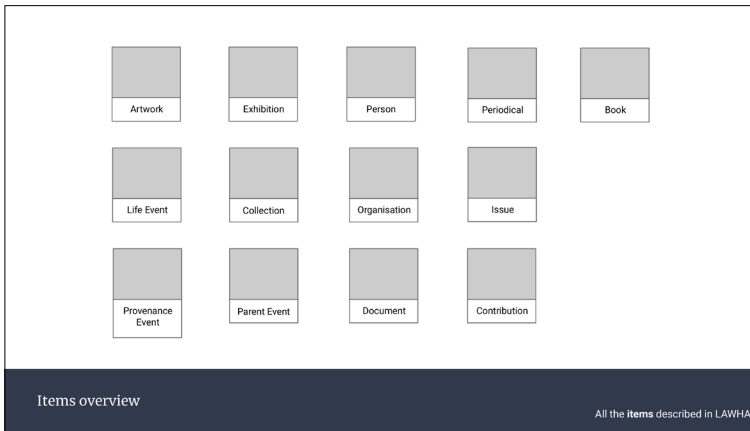 Artwork
Exhibition
Person
Periodical
Book
Life Event
Collection
Organisation
Issue
Provenance
Event
Parent Event
Document
Contribution
Items overview
All the items described in LAWHA